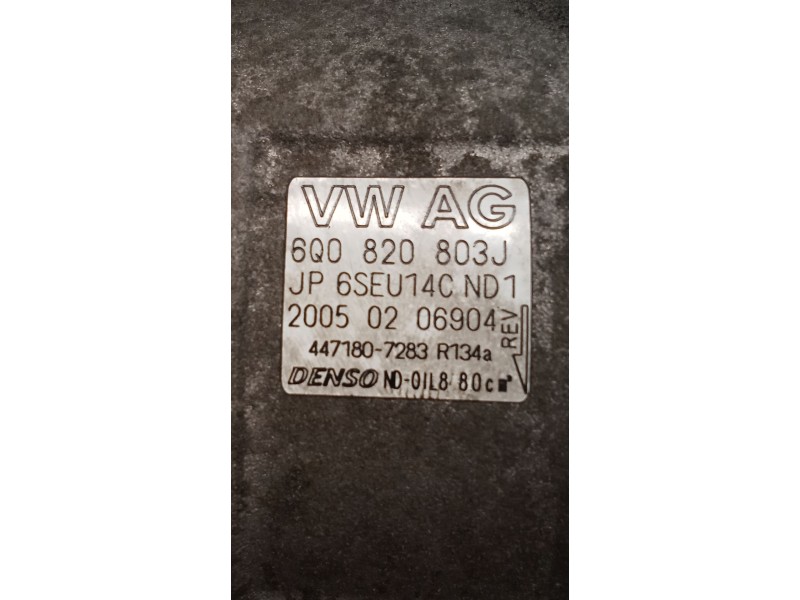 VW AG
6Q0 820 803J
JP 6SEU14C ND1
2005 02 06904
REV
447180-7283 R134a
DENSO ND-OIL8 80cm³